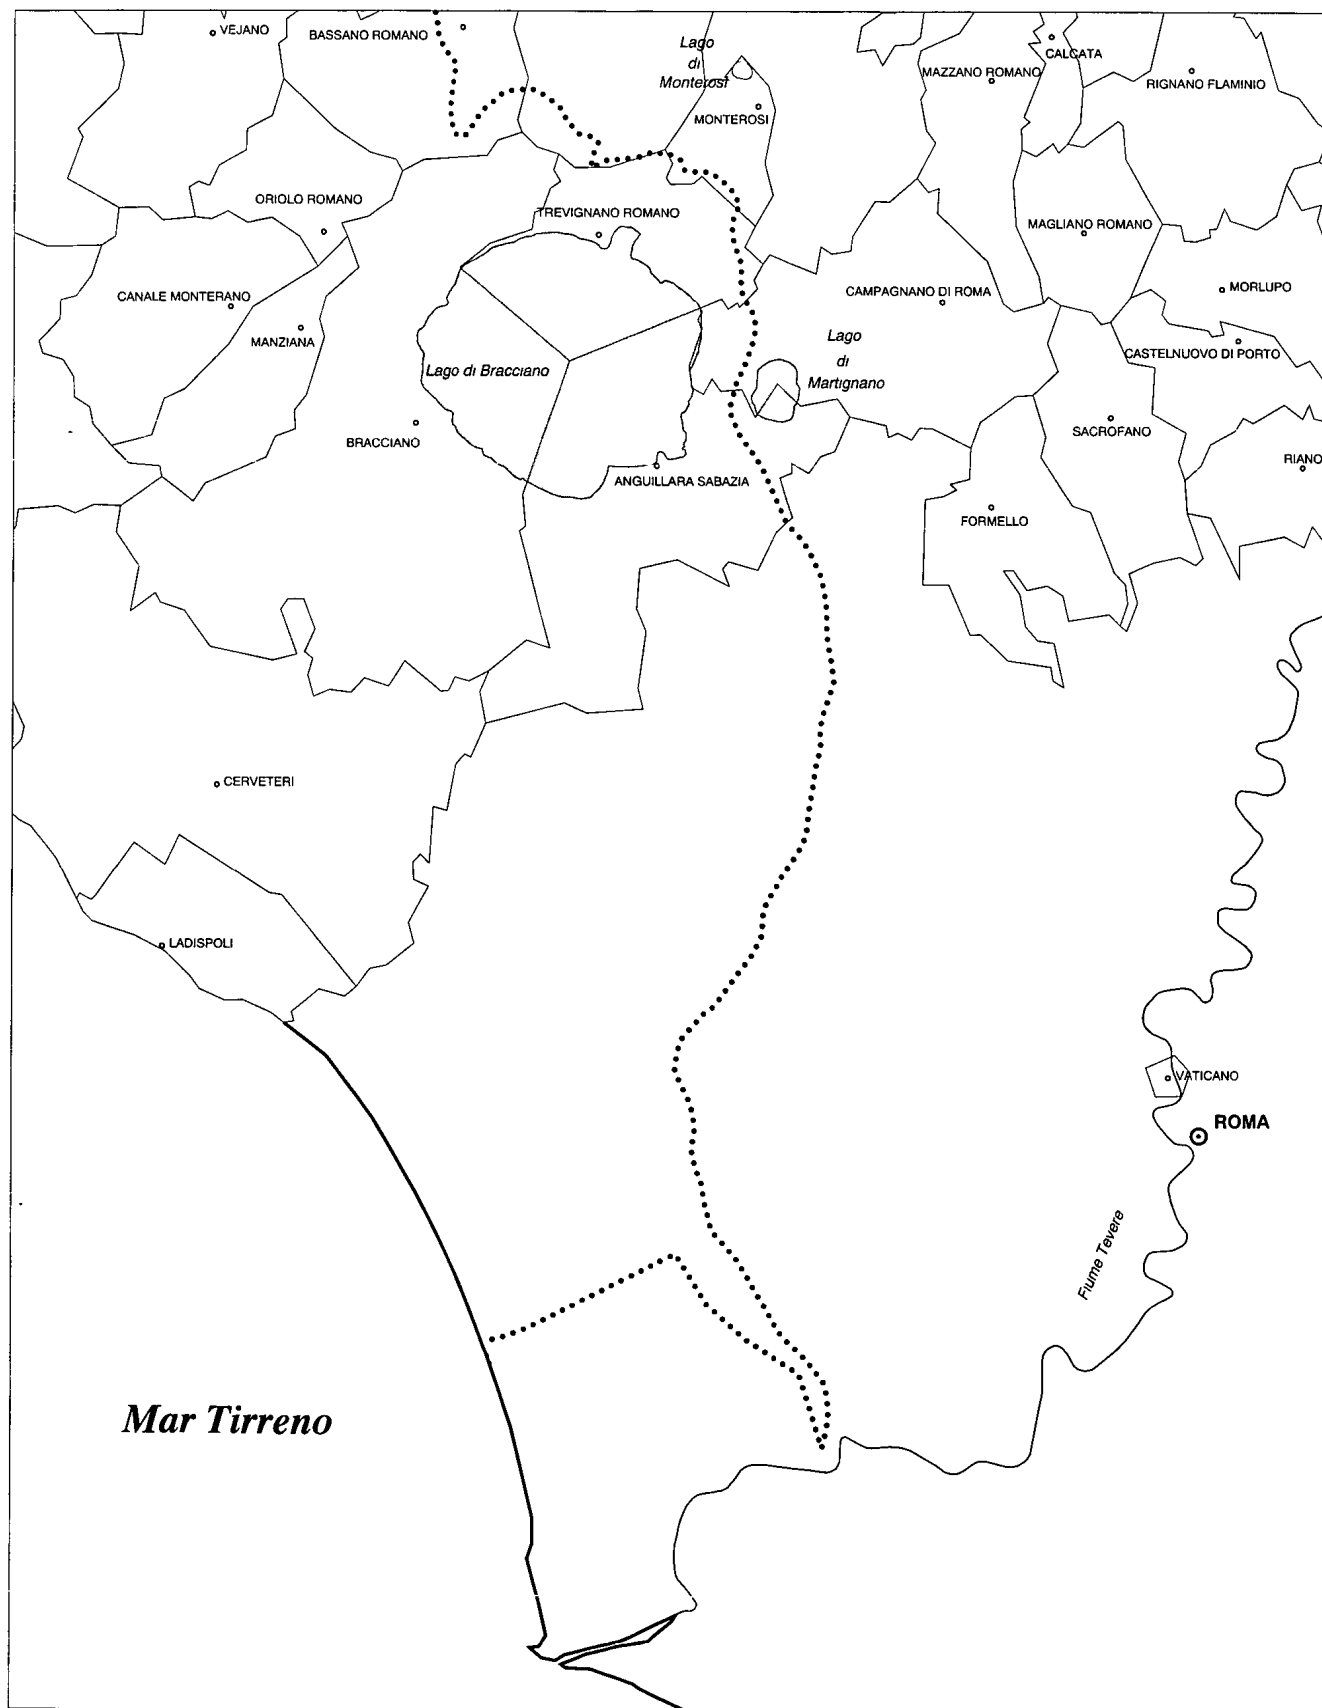 VEJANO
BASSANO ROMANO
Lago
di
Monterosi
CALCATA
MAZZANO ROMANO
RIGNANO FLAMINIO
MONTEROSI
ORIOLO ROMANO
TREVIGNANO ROMANO
MAGLIANO ROMANO
CANALE MONTERANO
CAMPAGNANO DI ROMA
MORLUPO
MANZIANA
Lago
di
Martignano
CASTELNUOVO DI PORTO
Lago di Bracciano
BRACCIANO
SACROFANO
RIANO
ANGUILLARA SABAZIA
FORMELLO
CERVETERI
LADISPOLI
VATICANO
ROMA
Fiume Tevere
Mar Tirreno